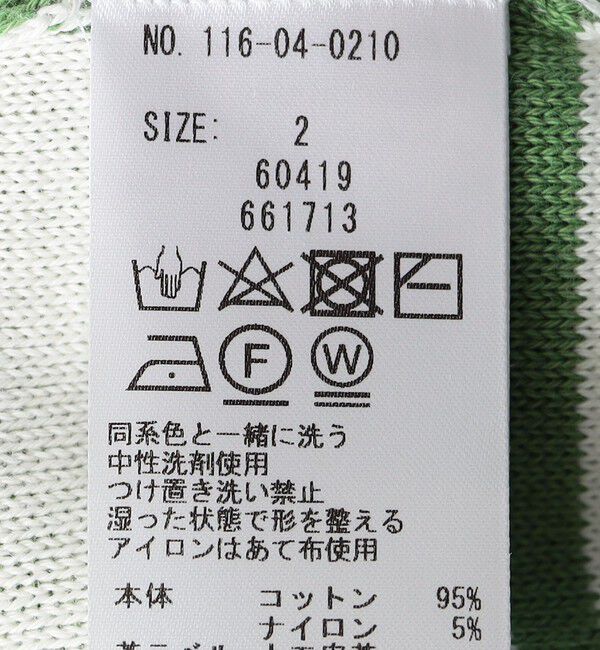 NO. 116-04-0210
SIZE: 2
60419
661713
F W
同系色と一緒に洗う
中性洗剤使用
つけ置き洗い禁止
湿った状態で形を整える
アイロンはあて布使用
本体 コットン 95%
ナイロン 5%